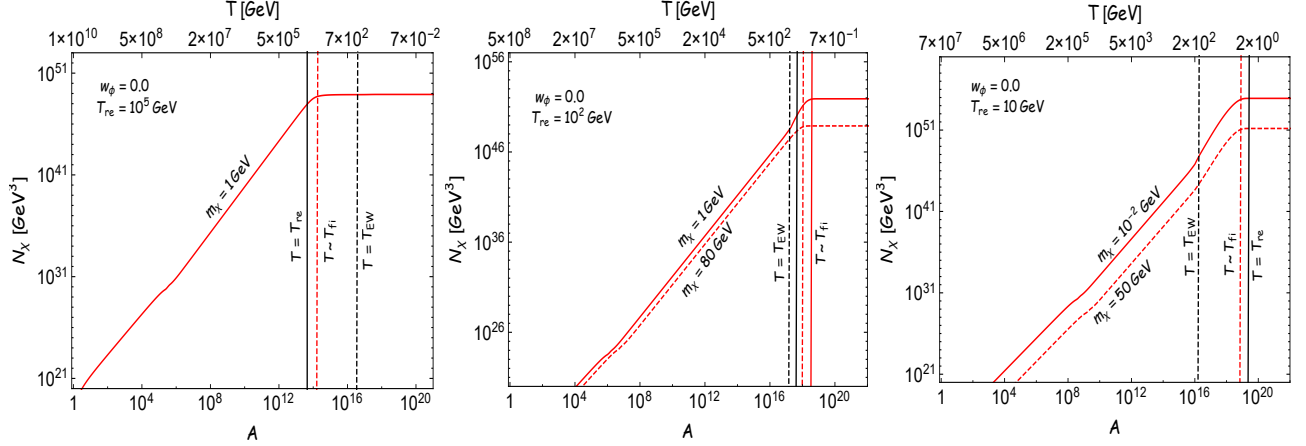 T [GeV]
1×10^10 5×10^8 2×10^7 5×10^5 7×10^2 7×10^-2
10^51
10^41
10^31
10^21
N_χ [GeV^3]
w_ϕ = 0.0
T_re = 10^5 GeV
m_χ = 1 GeV
T = T_re
T ~ T_fi
T = T_EW
1 10^4 10^8 10^12 10^16 10^20
A
T [GeV]
5×10^8 2×10^7 5×10^5 2×10^4 5×10^2 7×10^-1
10^56
10^46
10^36
10^26
N_χ [GeV^3]
w_ϕ = 0.0
T_re = 10^2 GeV
m_χ = 1 GeV
m_χ = 80 GeV
T = T_EW
T ~ T_fi
1 10^4 10^8 10^12 10^16 10^20
A
T [GeV]
7×10^7 5×10^6 2×10^5 5×10^3 2×10^2 2×10^0
10^51
10^41
10^31
10^21
N_χ [GeV^3]
w_ϕ = 0.0
T_re = 10 GeV
m_χ = 10^-2 GeV
m_χ = 50 GeV
T = T_EW
T ~ T_fi
T = T_re
1 10^4 10^8 10^12 10^16 10^20
A